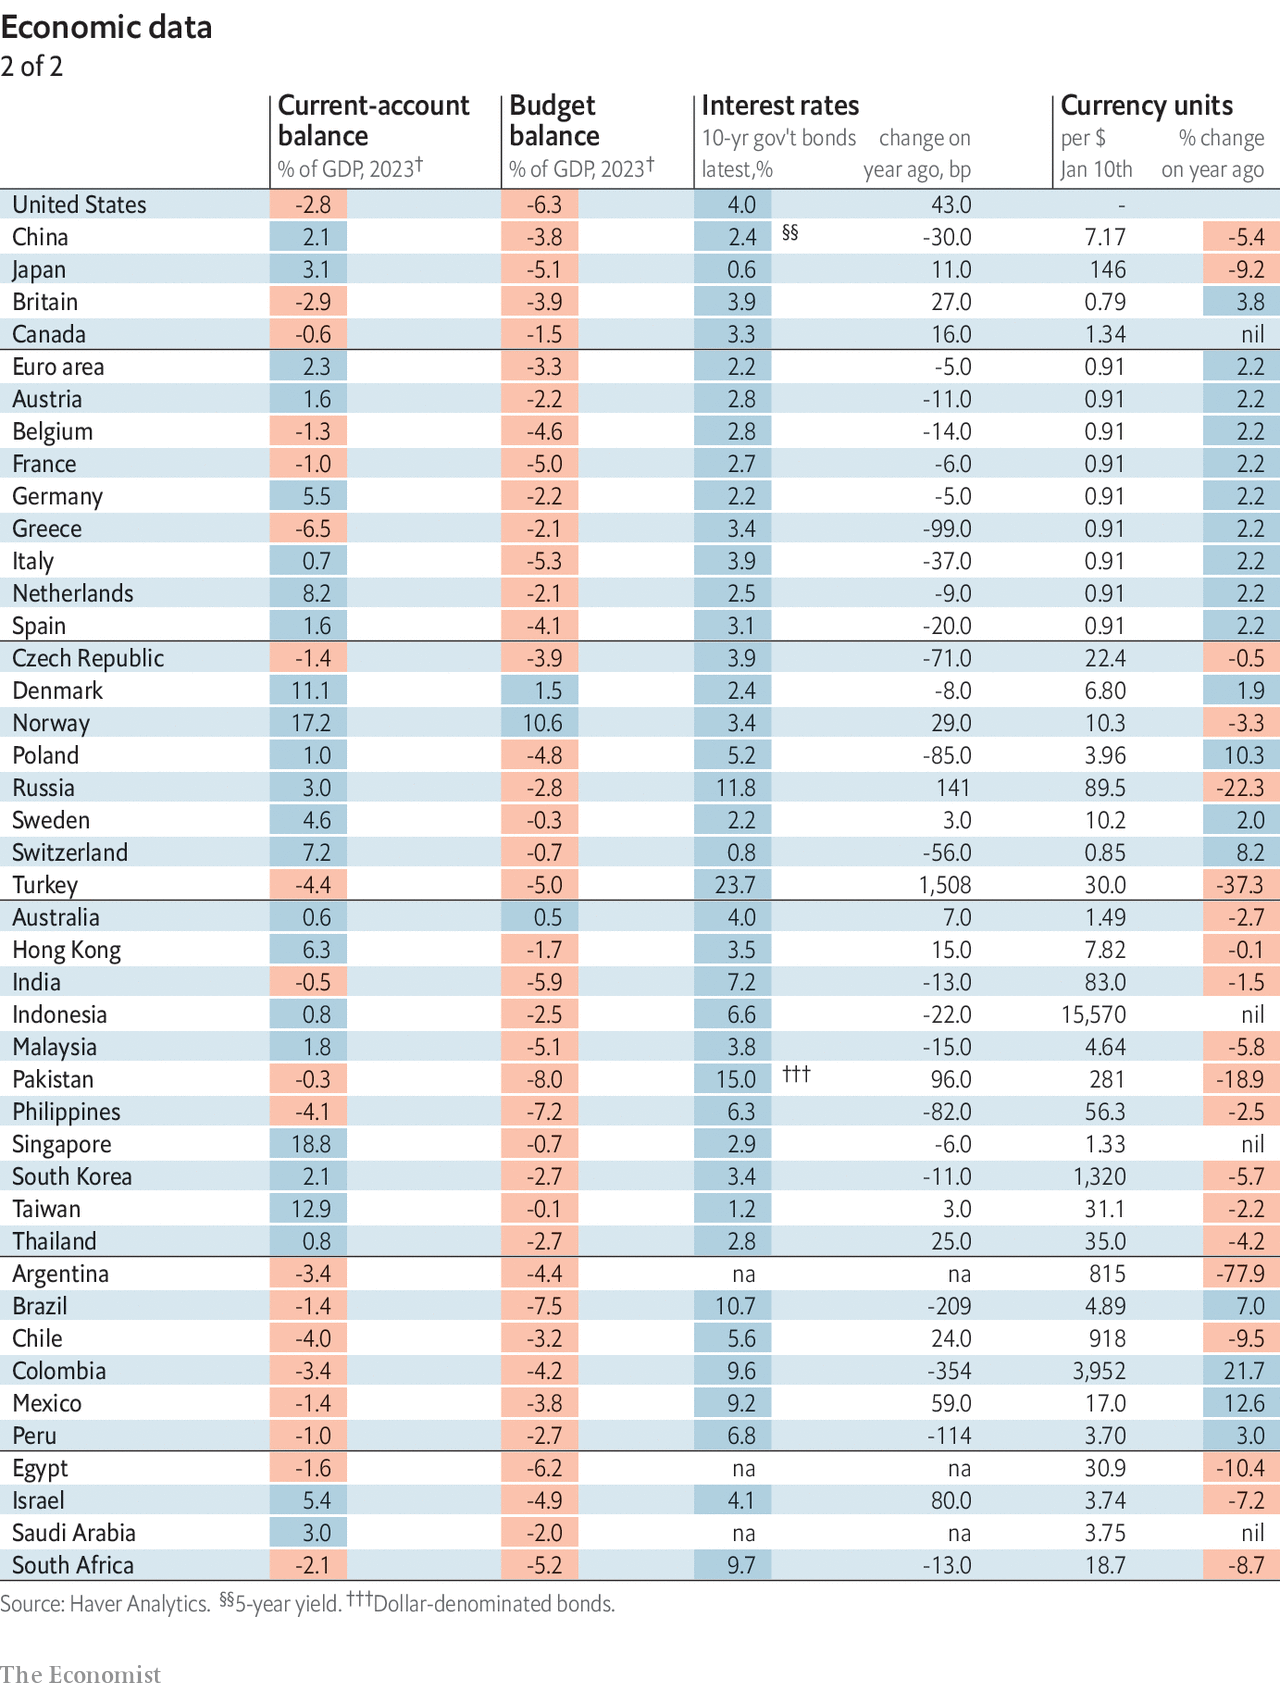 Economic data
2 of 2
Current-account balance % of GDP, 2023† Budget balance % of GDP, 2023† Interest rates 10-yr gov't bonds latest,% change on year ago, bp Currency units per $ Jan 10th % change on year ago
United States -2.8 -6.3 4.0 43.0 -
China 2.1 -3.8 2.4 §§ -30.0 7.17 -5.4
Japan 3.1 -5.1 0.6 11.0 146 -9.2
Britain -2.9 -3.9 3.9 27.0 0.79 3.8
Canada -0.6 -1.5 3.3 16.0 1.34 nil
Euro area 2.3 -3.3 2.2 -5.0 0.91 2.2
Austria 1.6 -2.2 2.8 -11.0 0.91 2.2
Belgium -1.3 -4.6 2.8 -14.0 0.91 2.2
France -1.0 -5.0 2.7 -6.0 0.91 2.2
Germany 5.5 -2.2 2.2 -5.0 0.91 2.2
Greece -6.5 -2.1 3.4 -99.0 0.91 2.2
Italy 0.7 -5.3 3.9 -37.0 0.91 2.2
Netherlands 8.2 -2.1 2.5 -9.0 0.91 2.2
Spain 1.6 -4.1 3.1 -20.0 0.91 2.2
Czech Republic -1.4 -3.9 3.9 -71.0 22.4 -0.5
Denmark 11.1 1.5 2.4 -8.0 6.80 1.9
Norway 17.2 10.6 3.4 29.0 10.3 -3.3
Poland 1.0 -4.8 5.2 -85.0 3.96 10.3
Russia 3.0 -2.8 11.8 141 89.5 -22.3
Sweden 4.6 -0.3 2.2 3.0 10.2 2.0
Switzerland 7.2 -0.7 0.8 -56.0 0.85 8.2
Turkey -4.4 -5.0 23.7 1,508 30.0 -37.3
Australia 0.6 0.5 4.0 7.0 1.49 -2.7
Hong Kong 6.3 -1.7 3.5 15.0 7.82 -0.1
India -0.5 -5.9 7.2 -13.0 83.0 -1.5
Indonesia 0.8 -2.5 6.6 -22.0 15,570 nil
Malaysia 1.8 -5.1 3.8 -15.0 4.64 -5.8
Pakistan -0.3 -8.0 15.0 ††† 96.0 281 -18.9
Philippines -4.1 -7.2 6.3 -82.0 56.3 -2.5
Singapore 18.8 -0.7 2.9 -6.0 1.33 nil
South Korea 2.1 -2.7 3.4 -11.0 1,320 -5.7
Taiwan 12.9 -0.1 1.2 3.0 31.1 -2.2
Thailand 0.8 -2.7 2.8 25.0 35.0 -4.2
Argentina -3.4 -4.4 na na 815 -77.9
Brazil -1.4 -7.5 10.7 -209 4.89 7.0
Chile -4.0 -3.2 5.6 24.0 918 -9.5
Colombia -3.4 -4.2 9.6 -354 3,952 21.7
Mexico -1.4 -3.8 9.2 59.0 17.0 12.6
Peru -1.0 -2.7 6.8 -114 3.70 3.0
Egypt -1.6 -6.2 na na 30.9 -10.4
Israel 5.4 -4.9 4.1 80.0 3.74 -7.2
Saudi Arabia 3.0 -2.0 na na 3.75 nil
South Africa -2.1 -5.2 9.7 -13.0 18.7 -8.7
Source: Haver Analytics. §§5-year yield. †††Dollar-denominated bonds.
The Economist